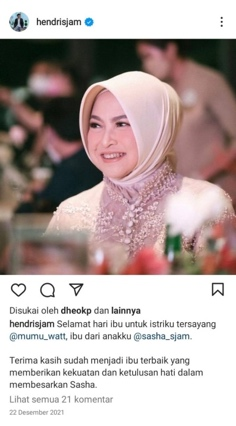 hendrisjam
Disukai oleh dheokp dan lainnya
hendrisjam Selamat hari ibu untuk istriku tersayang
@mumu_watt, ibu dari anakku @sasha_sjam.
Terima kasih sudah menjadi ibu terbaik yang
memberikan kekuatan dan ketulusan hati dalam
membesarkan Sasha.
Lihat semua 21 komentar
22 Desember 2021